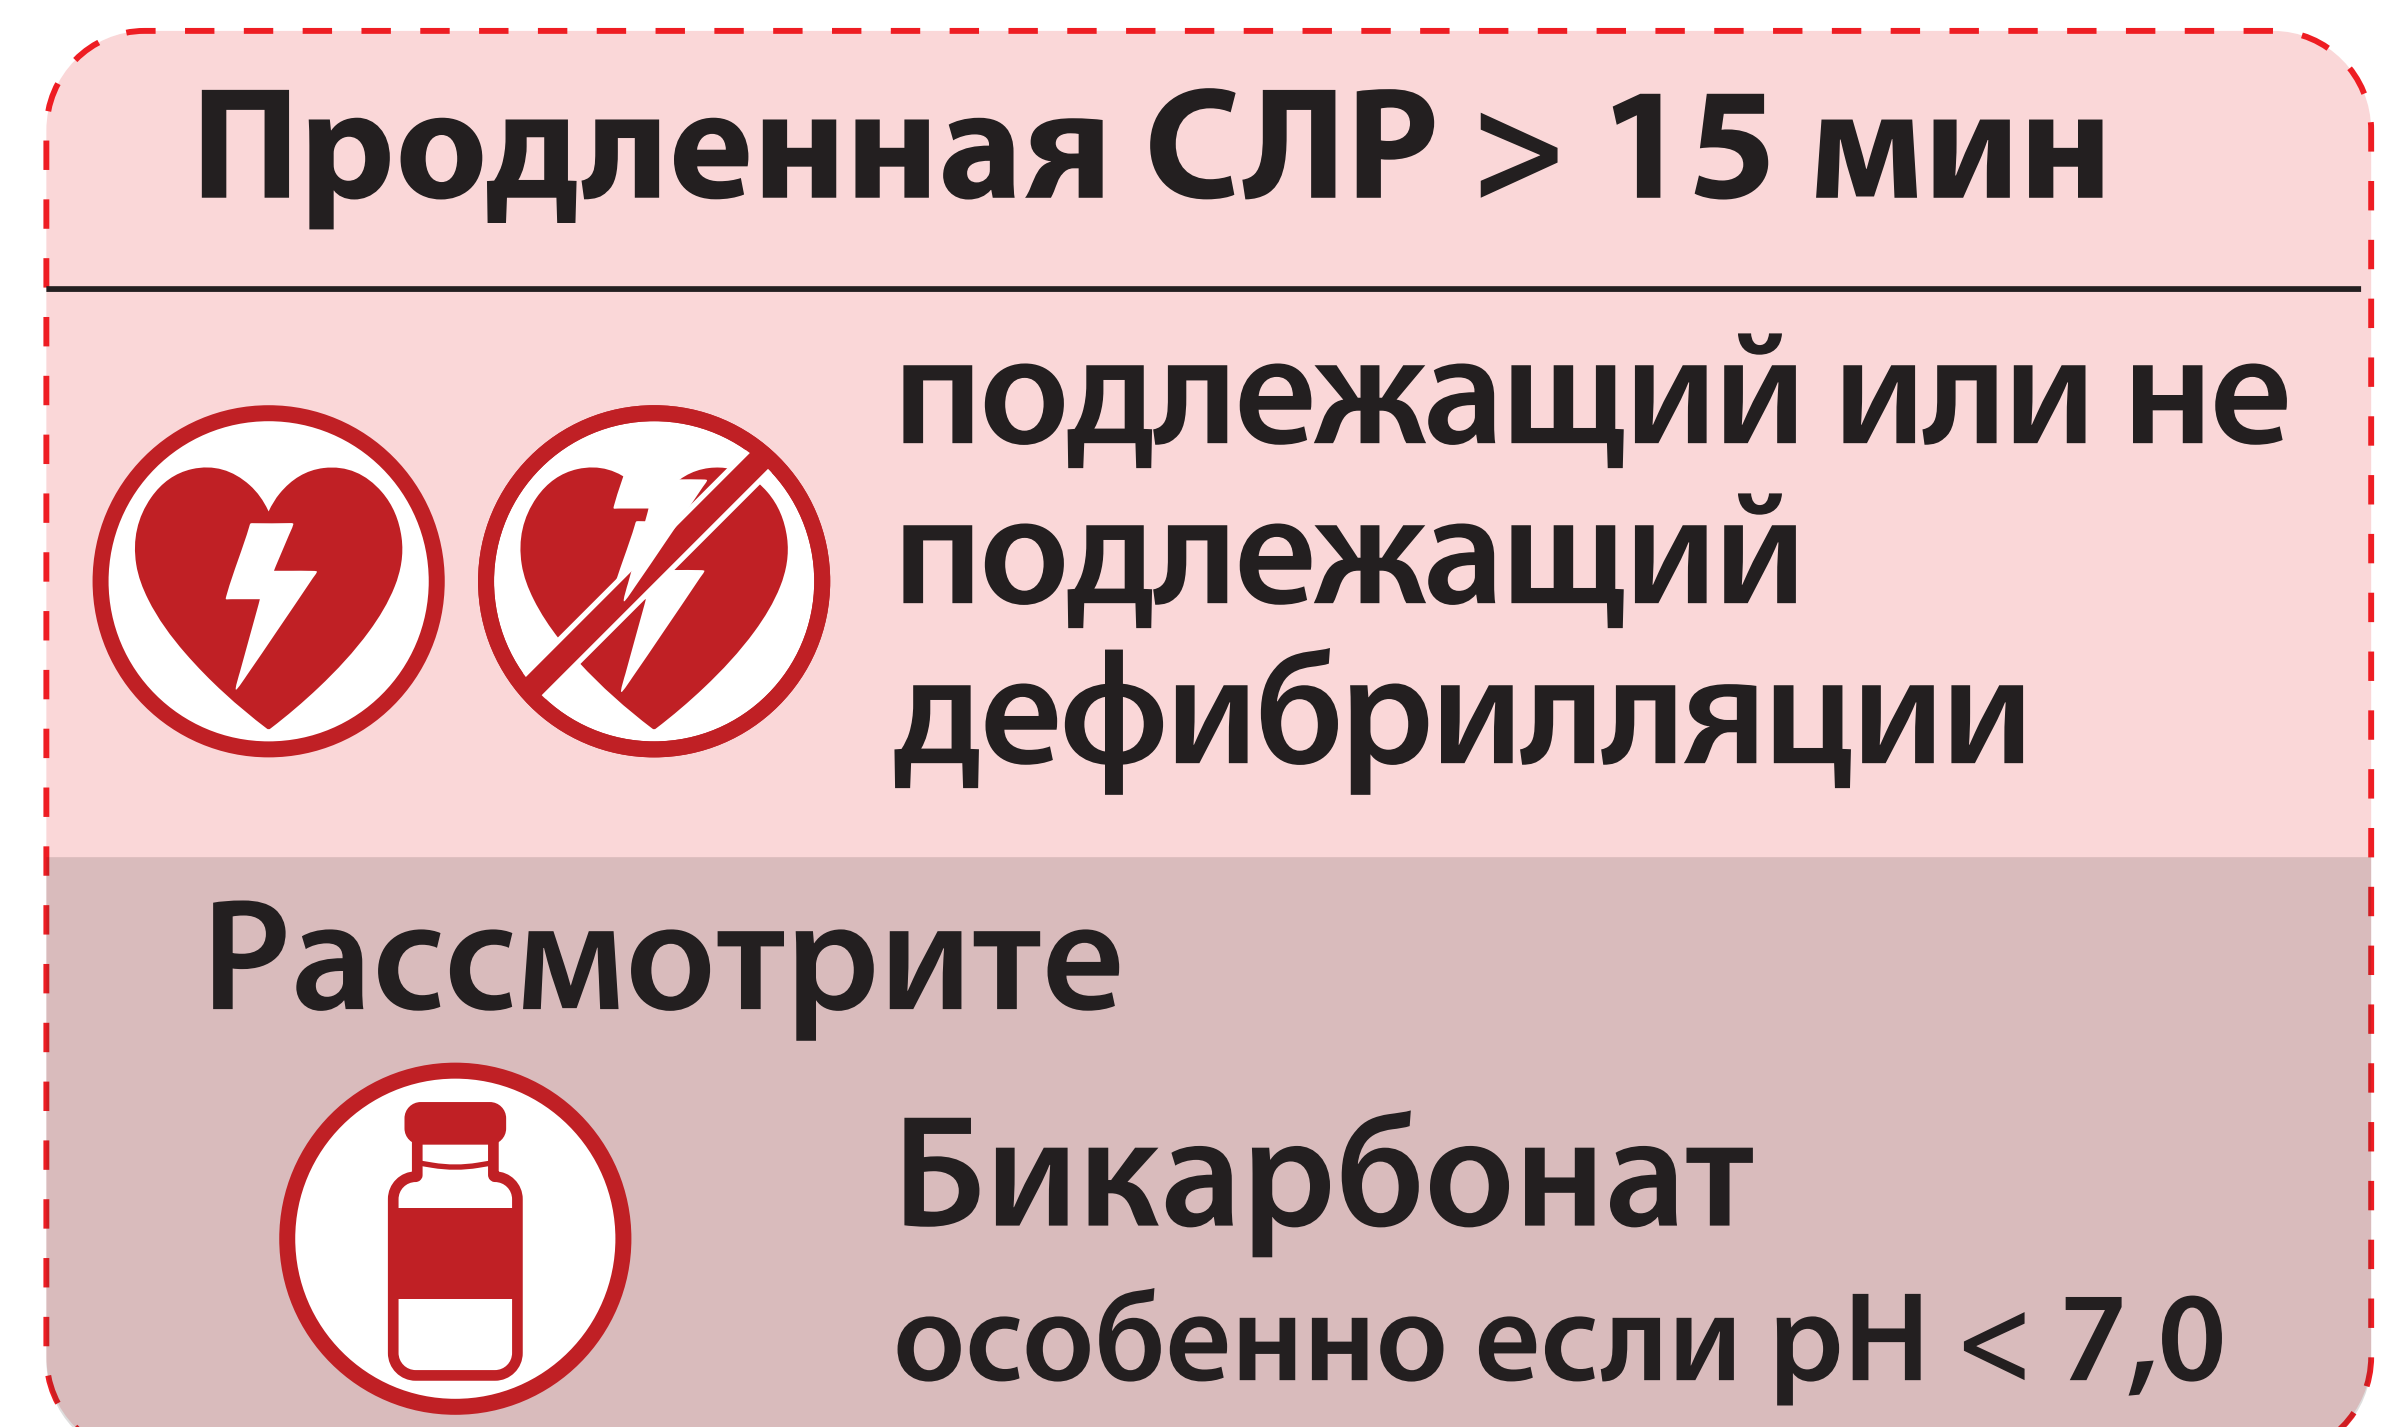 Продленная СЛР > 15 мин
подлежащий или не
подлежащий
дефибрилляции
Рассмотрите
Бикарбонат
особенно если pH < 7,0